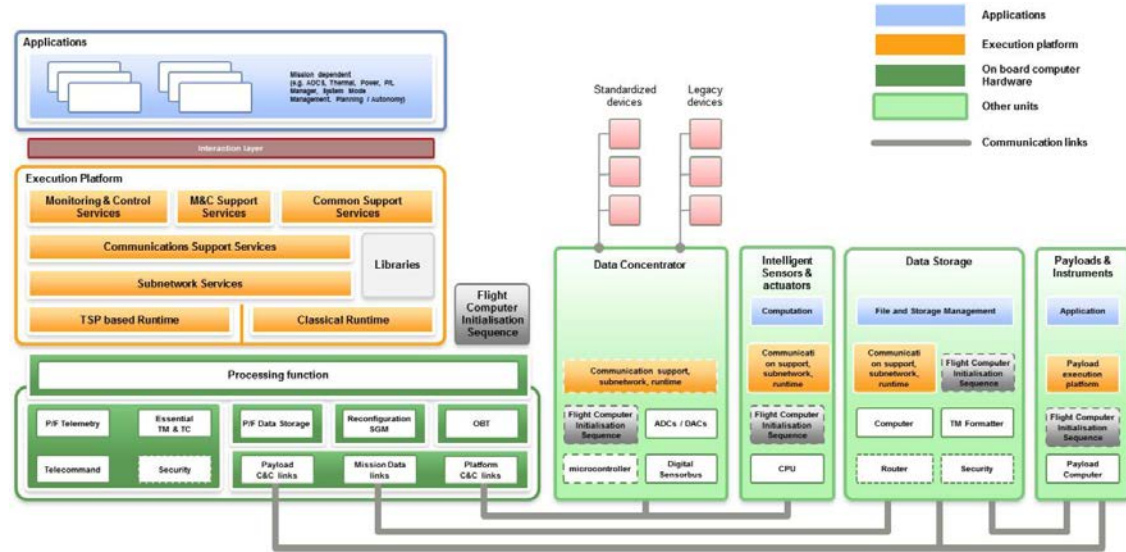 Applications
Execution platform
On board computer
Hardware
Other units
Communication links
Applications
Mission dependent
(e.g. AOCS, Thermal, Power, P/L
Manager, System Mode
Management, Planning / Autonomy)
Interaction layer
Execution Platform
Monitoring & Control
Services
M&C Support
Services
Common Support
Services
Communications Support Services
Libraries
Subnetwork Services
TSP based Runtime
Classical Runtime
Flight
Computer
Initialisation
Sequence
Processing function
P/F Telemetry
Essential
TM & TC
P/F Data Storage
Reconfiguration
SGM
OBT
Telecommand
Security
Payload
C&C links
Mission Data
links
Platform
C&C links
Standardized
devices
Legacy
devices
Data Concentrator
Communication support,
subnetwork, runtime
Flight Computer
Initialisation
Sequence
ADCs / DACs
microcontroller
Digital
Sensorbus
Intelligent
Sensors &
actuators
Computation
Communicati
on support,
subnetwork,
runtime
Flight Computer
Initialisation
Sequence
CPU
Data Storage
File and Storage Management
Communicati
on support,
subnetwork,
runtime
Flight Computer
Initialisation
Sequence
Computer
TM Formatter
Router
Security
Payloads &
Instruments
Application
Payload
execution
platform
Flight Computer
Initialisation
Sequence
Payload
Computer